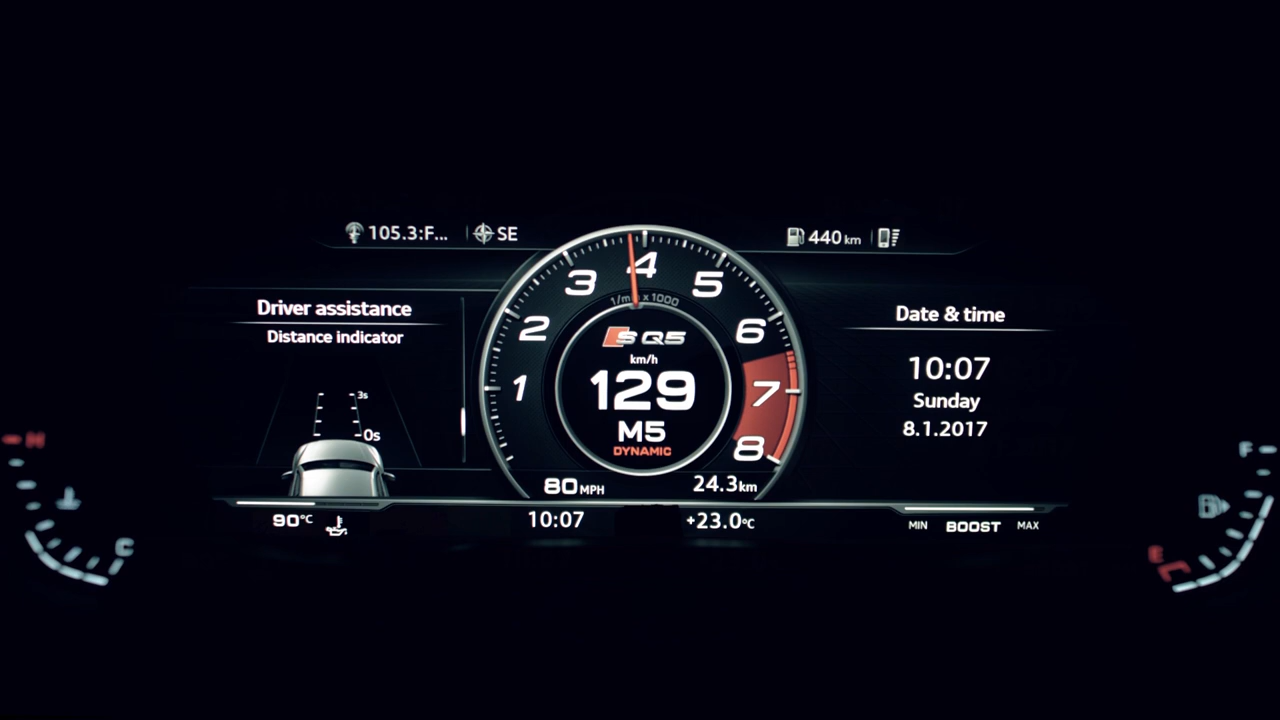 105.3:F... SE
440 km
Driver assistance
Distance indicator
3s
0s
1 2 3 4 5 6 7 8
1/min x 1000
S Q5
km/h
129
M5
DYNAMIC
80 MPH
24.3 km
Date & time
10:07
Sunday
8.1.2017
90°C
10:07
+23.0°C
MIN BOOST MAX
H
C
F
E